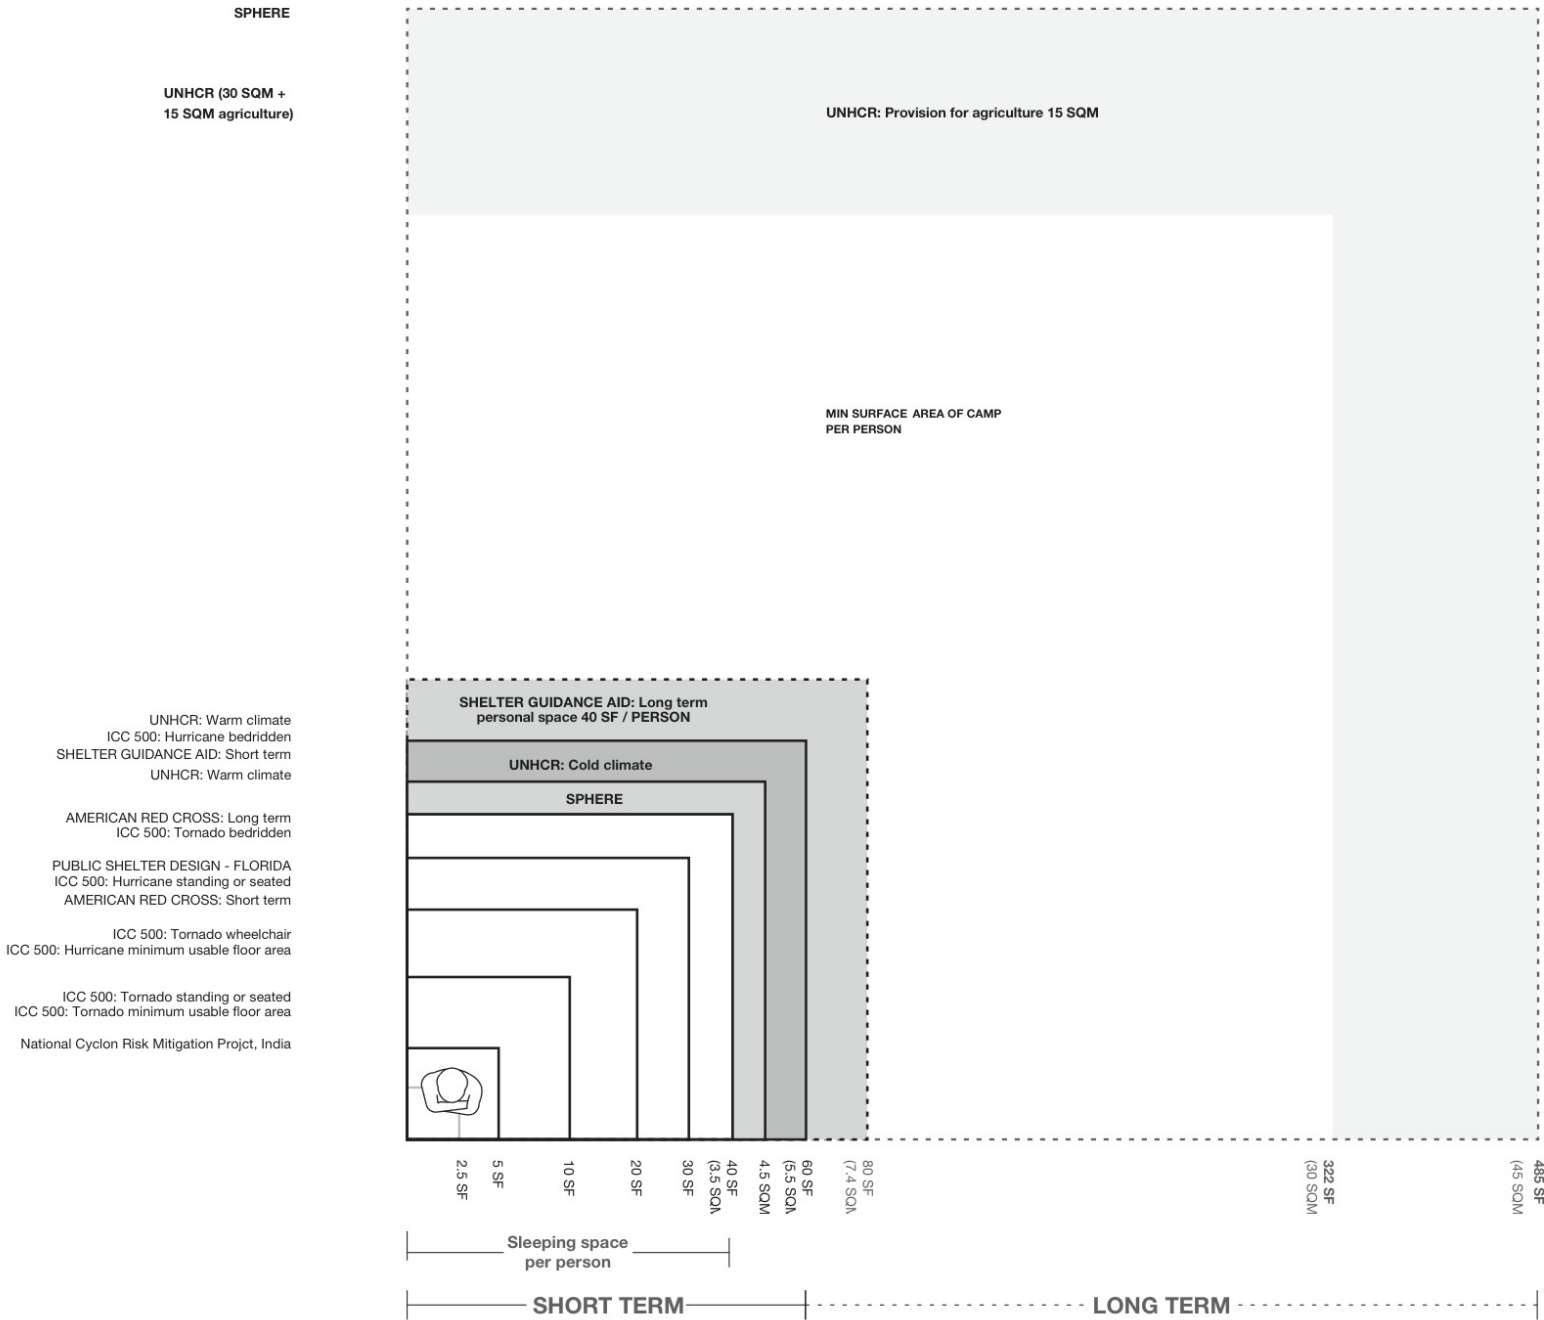 SPHERE
UNHCR (30 SQM +
15 SQM agriculture)
UNHCR: Provision for agriculture 15 SQM
MIN SURFACE AREA OF CAMP
PER PERSON
SHELTER GUIDANCE AID: Long term
personal space 40 SF / PERSON
UNHCR: Cold climate
SPHERE
UNHCR: Warm climate
ICC 500: Hurricane bedridden
SHELTER GUIDANCE AID: Short term
UNHCR: Warm climate
AMERICAN RED CROSS: Long term
ICC 500: Tornado bedridden
PUBLIC SHELTER DESIGN - FLORIDA
ICC 500: Hurricane standing or seated
AMERICAN RED CROSS: Short term
ICC 500: Tornado wheelchair
ICC 500: Hurricane minimum usable floor area
ICC 500: Tornado standing or seated
ICC 500: Tornado minimum usable floor area
National Cyclon Risk Mitigation Projct, India
2.5 SF
5 SF
10 SF
20 SF
30 SF
40 SF
(3.5 SQM
4.5 SQM
60 SF
(5.5 SQM
80 SF
(7.4 SQM
322 SF
(30 SQM
485 SF
(45 SQM
Sleeping space
per person
SHORT TERM
LONG TERM